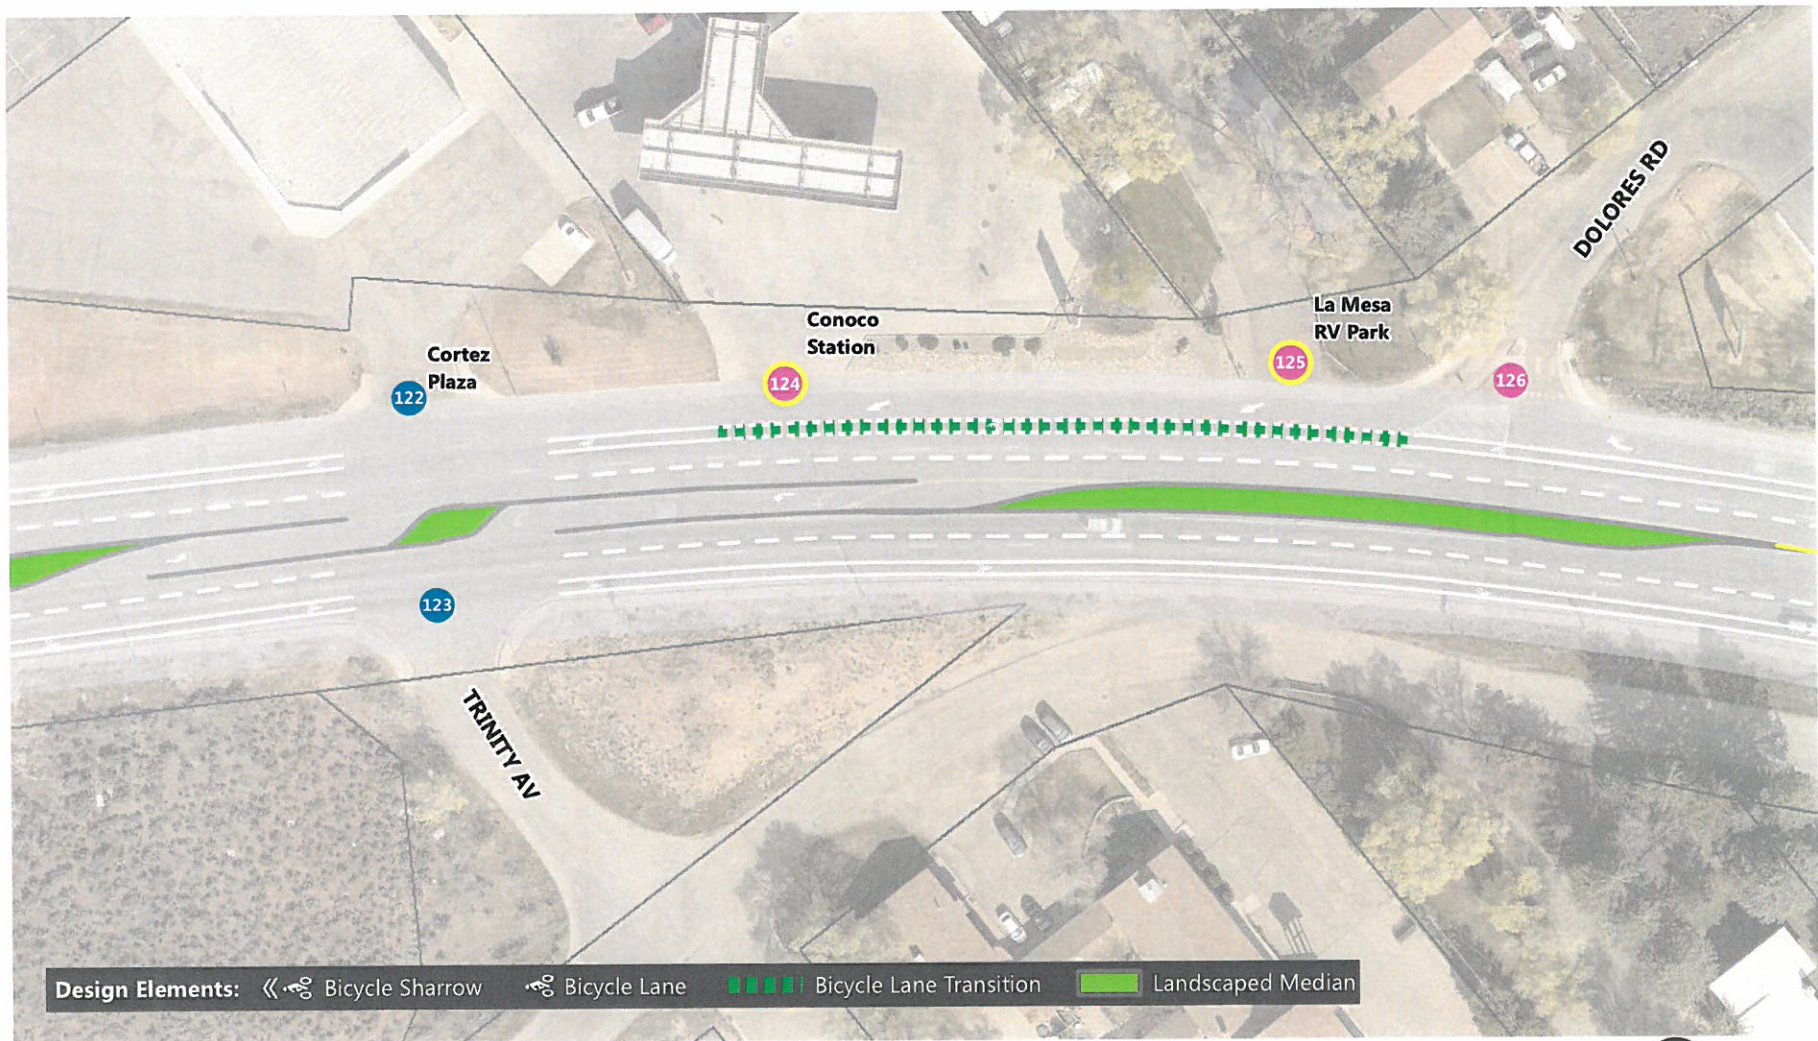 DOLORES RD
La Mesa
RV Park
Conoco
Station
Cortez
Plaza
122
124
125
126
123
TRINITY AV
Design Elements: Bicycle Sharrow Bicycle Lane Bicycle Lane Transition Landscaped Median